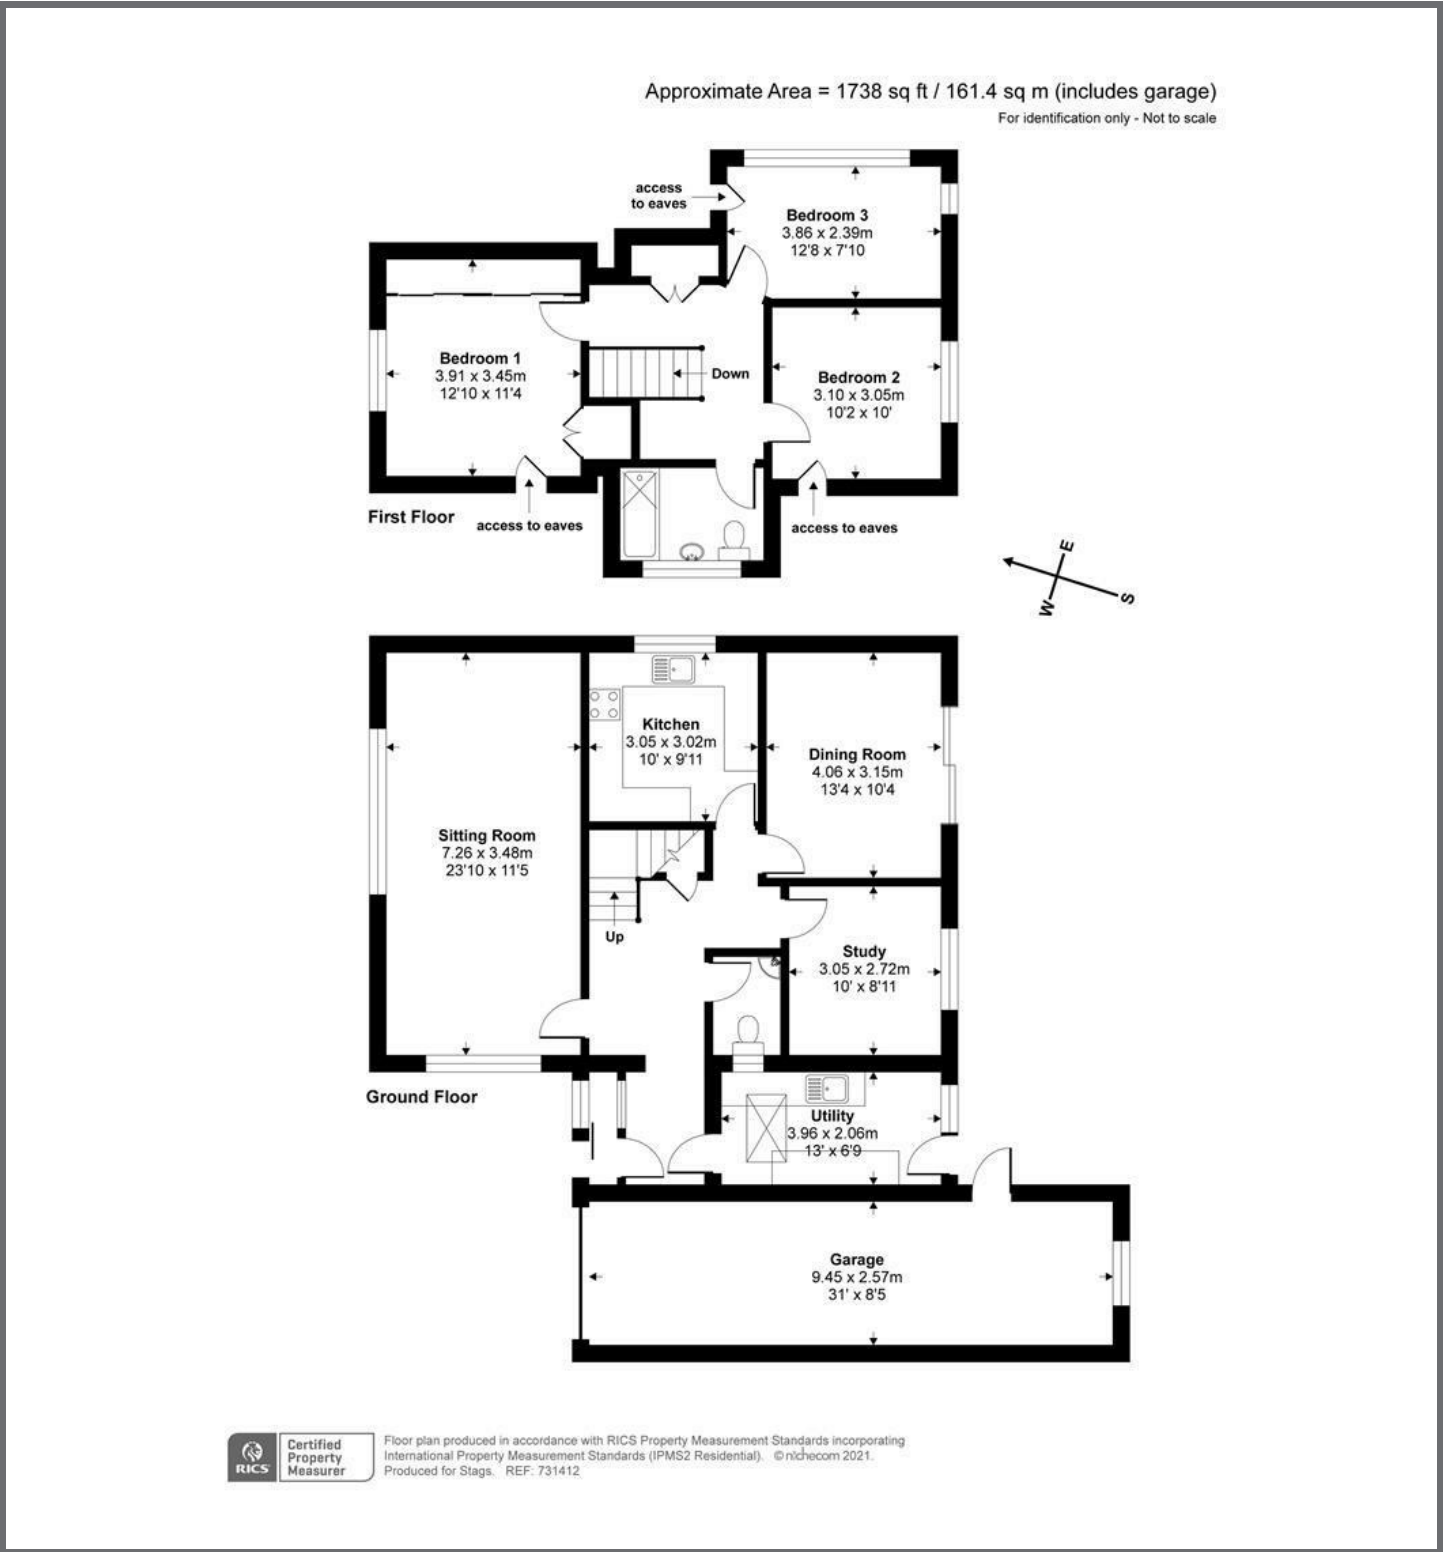 Approximate Area = 1738 sq ft / 161.4 sq m (includes garage)
For identification only - Not to scale
access
to eaves
Bedroom 3
3.86 x 2.39m
12'8 x 7'10
Bedroom 1
3.91 x 3.45m
12'10 x 11'4
Down
Bedroom 2
3.10 x 3.05m
10'2 x 10'
First Floor
access to eaves
access to eaves
E
W
S
Kitchen
3.05 x 3.02m
10' x 9'11
Dining Room
4.06 x 3.15m
13'4 x 10'4
Sitting Room
7.26 x 3.48m
23'10 x 11'5
Up
Study
3.05 x 2.72m
10' x 8'11
Ground Floor
Utility
3.96 x 2.06m
13' x 6'9
Garage
9.45 x 2.57m
31' x 8'5
RICS
Certified
Property
Measurer
Floor plan produced in accordance with RICS Property Measurement Standards incorporating
International Property Measurement Standards (IPMS2 Residential). © nichecom 2021.
Produced for Stags. REF: 731412